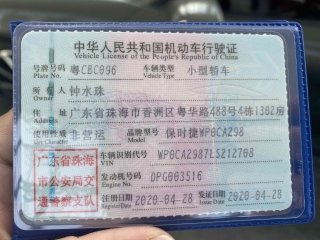 中华人民共和国机动车行驶证
Vehicle License of the People's Republic of China
号牌号码 粤CBC096 车辆类型 小型轿车
Plate No. Vehicle Type
所有人 钟水珠
Owner
住址 广东省珠海市香洲区粤华路488号4栋1302房
Address
使用性质 非营运 品牌型号 保时捷WP0CA298
Use Character Model
广东省珠海
市公安局交
通警察支队
车辆识别代号 WP0CA2987LS212708
VIN
发动机号码 DPG003516
Engine No.
注册日期 2020-04-28 发证日期 2020-04-28
Register Date Issue Date